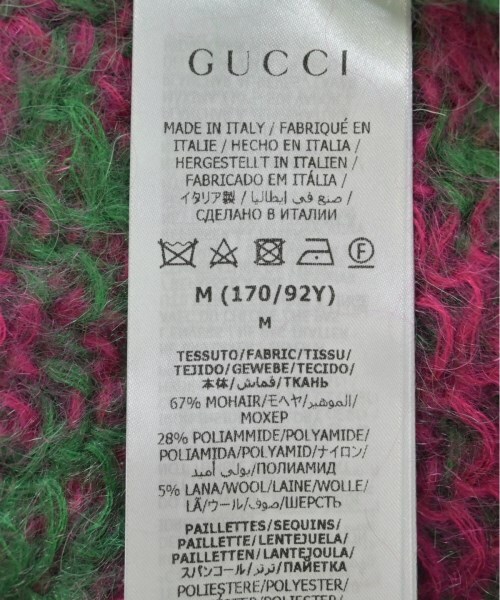 GUCCI
MADE IN ITALY / FABRIQUÉ EN
ITALIE / HECHO EN ITALIA /
HERGESTELLT IN ITALIEN /
FABRICADO EM ITÁLIA /
イタリア製 / صنع في إيطاليا /
СДЕЛАНО В ИТАЛИИ
F
M (170/92Y)
M
TESSUTO/FABRIC/TISSU/
TEJIDO/GEWEBE/TECIDO/
本体/قماش/ТКАНЬ
67% MOHAIR/モヘヤ/الموهير/
МОХЕР
28% POLIAMMIDE/POLYAMIDE/
POLIAMIDA/POLYAMID/ナイロン/
بولي أميد/ПОЛИАМИД
5% LANA/WOOL/LAINE/WOLLE/
LÃ/ウール/صوف/ШЕРСТЬ
PAILLETTES/SEQUINS/
PAILLETTE/LENTEJUELA/
PAILLETTEN/LANTEJOULA/
スパンコール/ترتر/ПАЙЕТКА
POLIESTERE/POLYESTER/